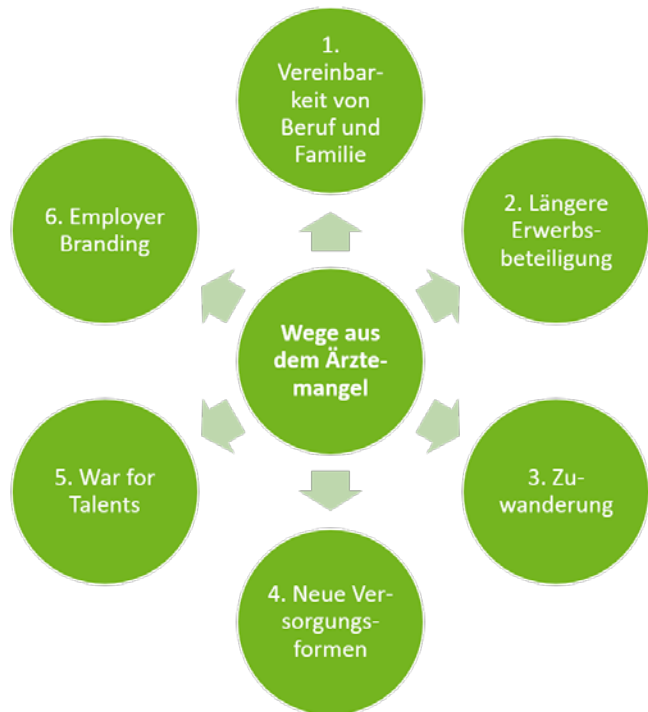 1.
Vereinbar-
keit von
Beruf und
Familie
2. Längere
Erwerbs-
beteiligung
3. Zu-
wanderung
4. Neue Ver-
sorgungs-
formen
5. War for
Talents
6. Employer
Branding
Wege aus
dem Ärzte-
mangel